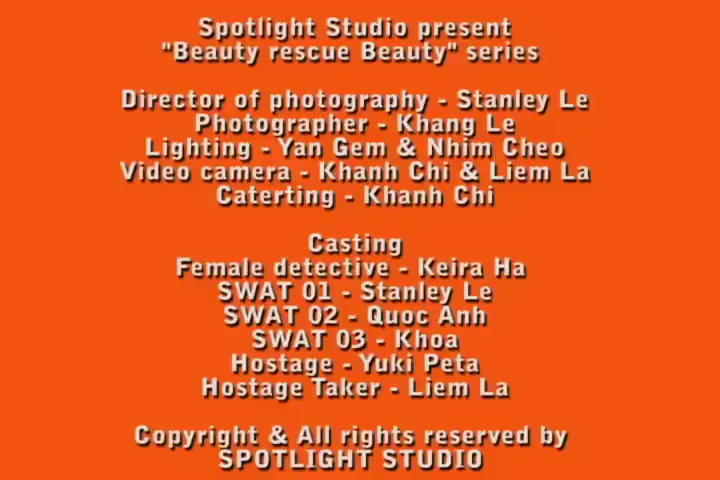 Spotlight Studio present
"Beauty rescue Beauty" series
Director of photography - Stanley Le
Photographer - Khang Le
Lighting - Yan Gem & Nhim Cheo
Video camera - Khanh Chi & Liem La
Caterting - Khanh Chi
Casting
Female detective - Keira Ha
SWAT 01 - Stanley Le
SWAT 02 - Quoc Anh
SWAT 03 - Khoa
Hostage - Yuki Peta
Hostage Taker - Liem La
Copyright & All rights reserved by
SPOTLIGHT STUDIO